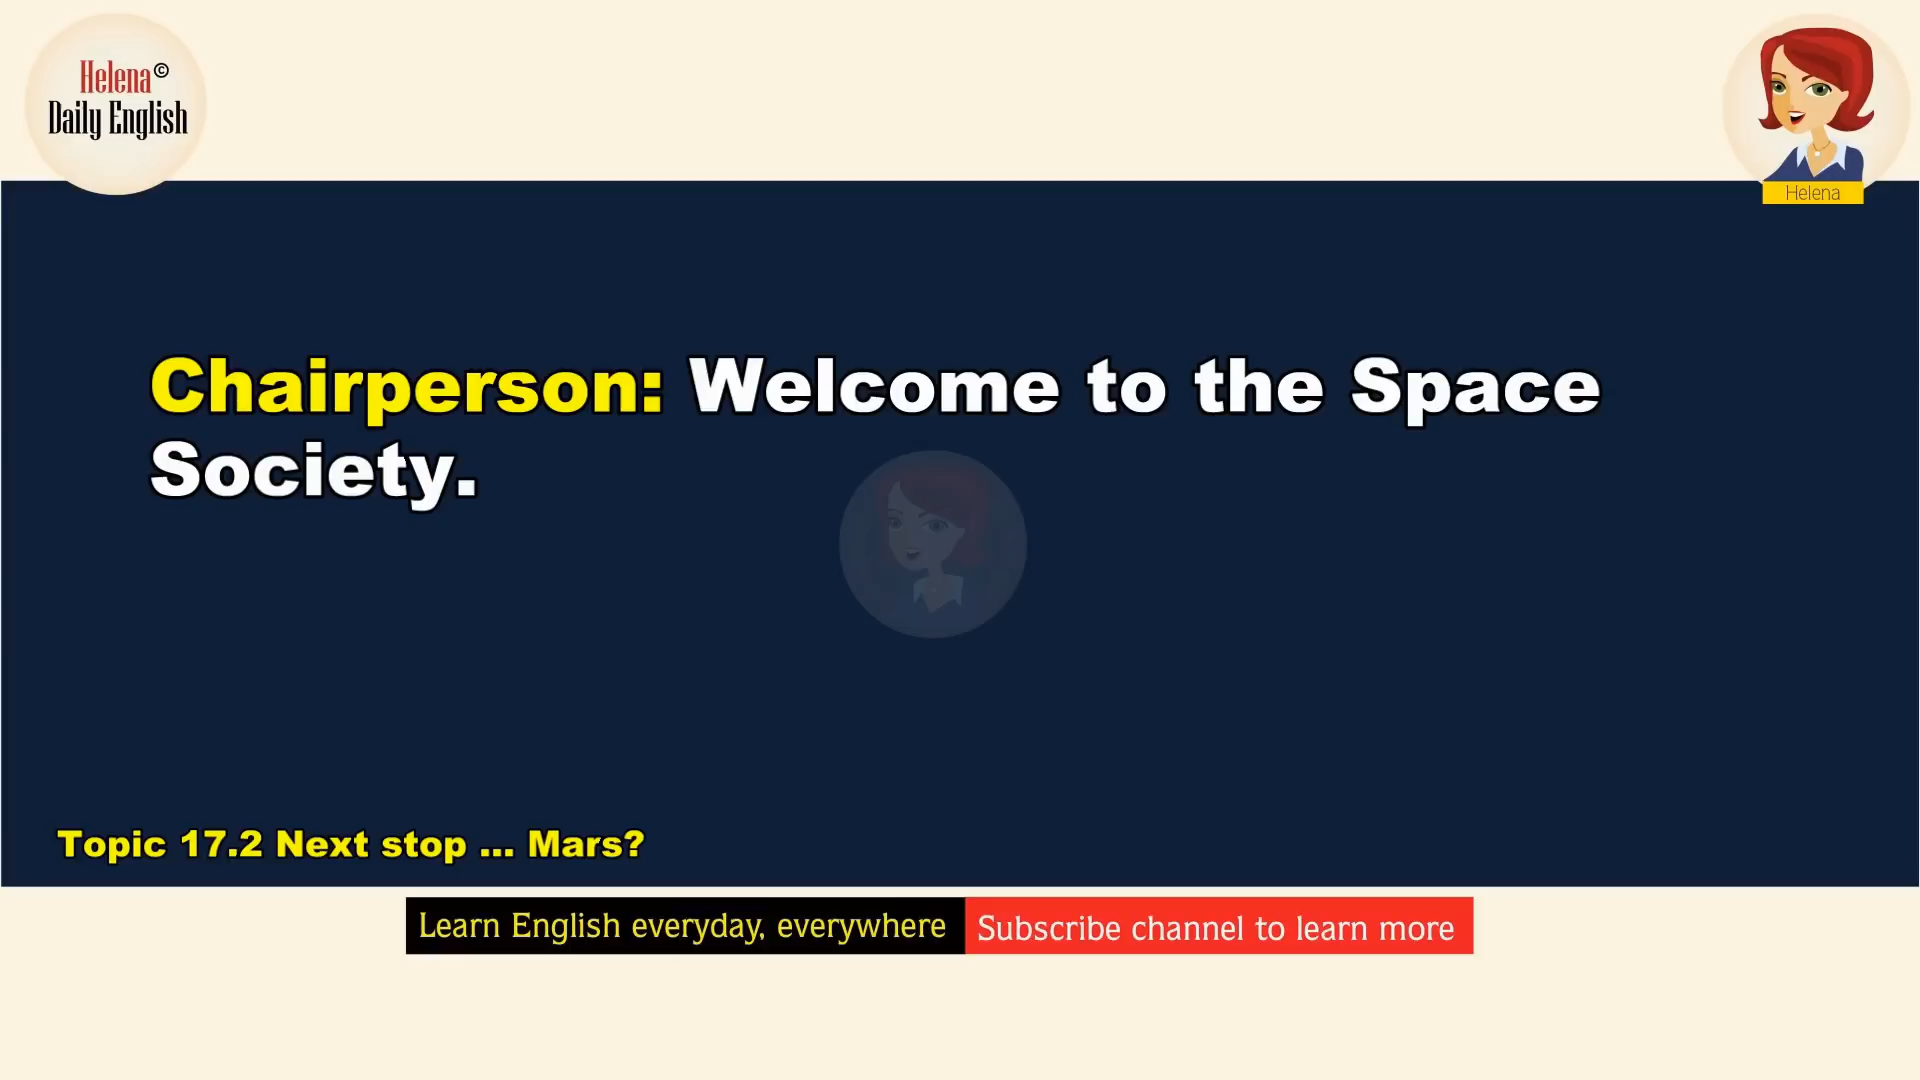 Helena©
Daily English
Helena
Chairperson: Welcome to the Space
Society.
Topic 17.2 Next stop ... Mars?
Learn English everyday, everywhere
Subscribe channel to learn more